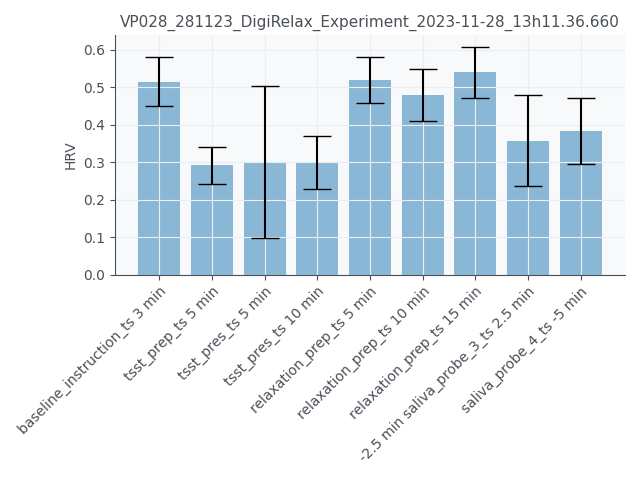 VP028_281123_DigiRelax_Experiment_2023-11-28_13h11.36.660
HRV
0.6
0.5
0.4
0.3
0.2
0.1
0.0
baseline_instruction_ts 3 min
tsst_prep_ts 5 min
tsst_pres_ts 5 min
tsst_pres_ts 10 min
relaxation_prep_ts 5 min
relaxation_prep_ts 10 min
relaxation_prep_ts 15 min
-2.5 min saliva_probe_3_ts 2.5 min
saliva_probe_4_ts -5 min